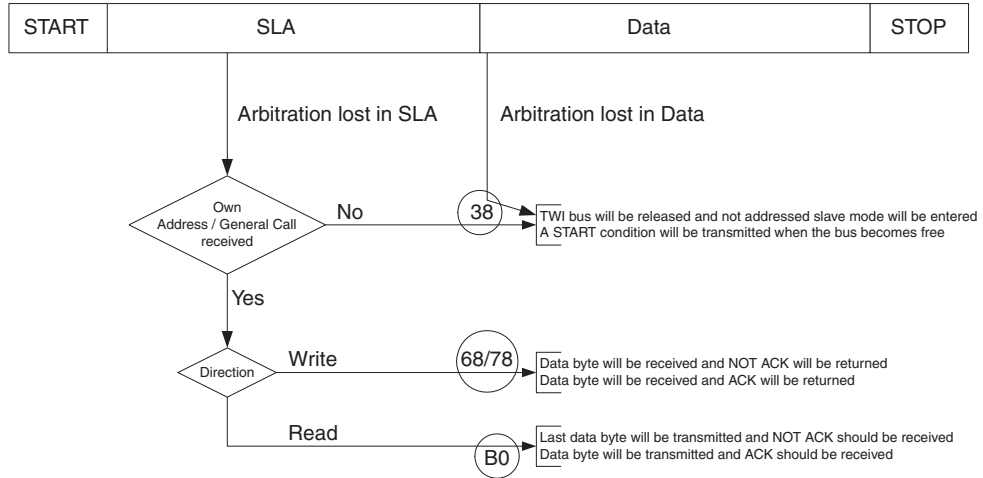 START
SLA
Data
STOP
Arbitration lost in SLA
Arbitration lost in Data
Own
Address / General Call
received
No
38
TWI bus will be released and not addressed slave mode will be entered
A START condition will be transmitted when the bus becomes free
Yes
Direction
Write
68/78
Data byte will be received and NOT ACK will be returned
Data byte will be received and ACK will be returned
Read
B0
Last data byte will be transmitted and NOT ACK should be received
Data byte will be transmitted and ACK should be received